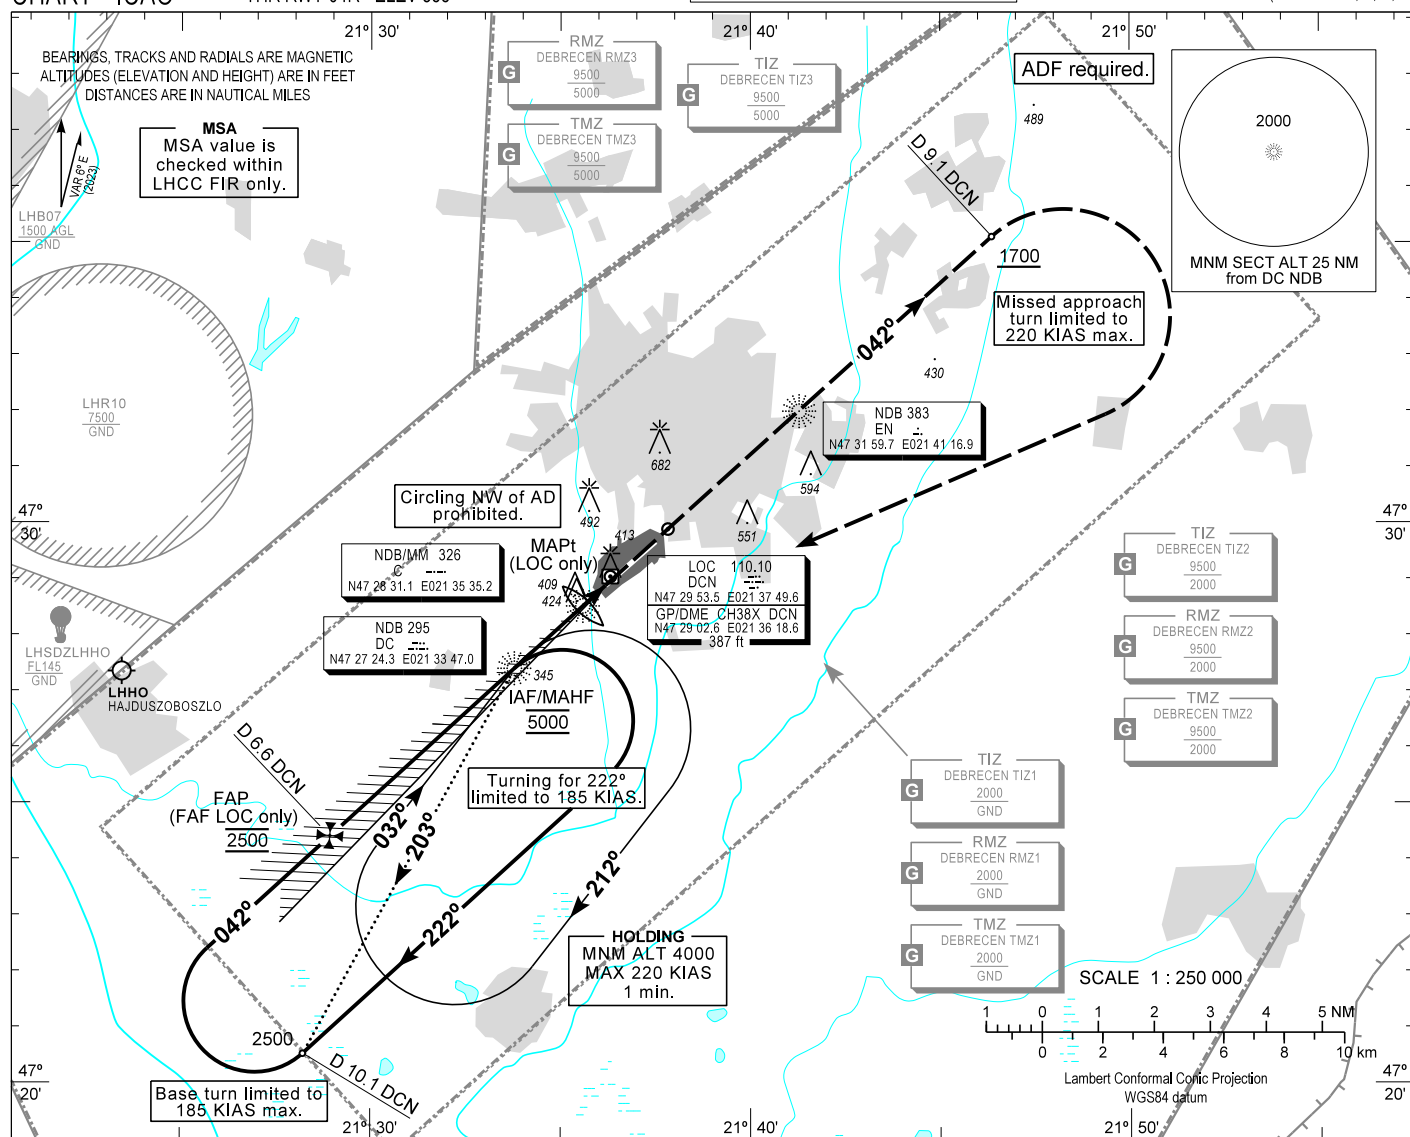 21° 30'
21° 40'
21° 50'
BEARINGS, TRACKS AND RADIALS ARE MAGNETIC
ALTITUDES (ELEVATION AND HEIGHT) ARE IN FEET
DISTANCES ARE IN NAUTICAL MILES
MSA
MSA value is
checked within
LHCC FIR only.
VAR 6° E
(2023)
LHB07
1500 AGL
GND
G
RMZ
DEBRECEN RMZ3
9500
5000
G
TMZ
DEBRECEN TMZ3
9500
5000
G
TIZ
DEBRECEN TIZ3
9500
5000
ADF required.
489
2000
MNM SECT ALT 25 NM
from DC NDB
D 9.1 DCN
1700
Missed approach
turn limited to
220 KIAS max.
042°
430
LHR10
7500
GND
NDB 383
EN
N47 31 59.7 E021 41 16.9
682
594
492
551
413
Circling NW of AD
prohibited.
47°
30'
47°
30'
MAPt
(LOC only)
NDB/MM 326
C
N47 28 31.1 E021 35 35.2
409
424
LOC 110.10
DCN
N47 29 53.5 E021 37 49.6
GP/DME CH38X DCN
N47 29 02.6 E021 36 18.6
387 ft
G
TIZ
DEBRECEN TIZ2
9500
2000
G
RMZ
DEBRECEN RMZ2
9500
2000
G
TMZ
DEBRECEN TMZ2
9500
2000
NDB 295
DC
N47 27 24.3 E021 33 47.0
345
IAF/MAHF
5000
LHSDZLHHO
FL145
GND
LHHO
HAJDUSZOBOSZLO
D 6.6 DCN
FAP
(FAF LOC only)
2500
Turning for 222°
limited to 185 KIAS.
032°
203°
212°
222°
042°
G
TIZ
DEBRECEN TIZ1
2000
GND
G
RMZ
DEBRECEN RMZ1
2000
GND
G
TMZ
DEBRECEN TMZ1
2000
GND
HOLDING
MNM ALT 4000
MAX 220 KIAS
1 min.
2500
D 10.1 DCN
Base turn limited to
185 KIAS max.
SCALE 1 : 250 000
1 0 1 2 3 4 5 NM
0 2 4 6 8 10 km
Lambert Conformal Conic Projection
WGS84 datum
47°
20'
47°
20'
21° 30'
21° 40'
21° 50'